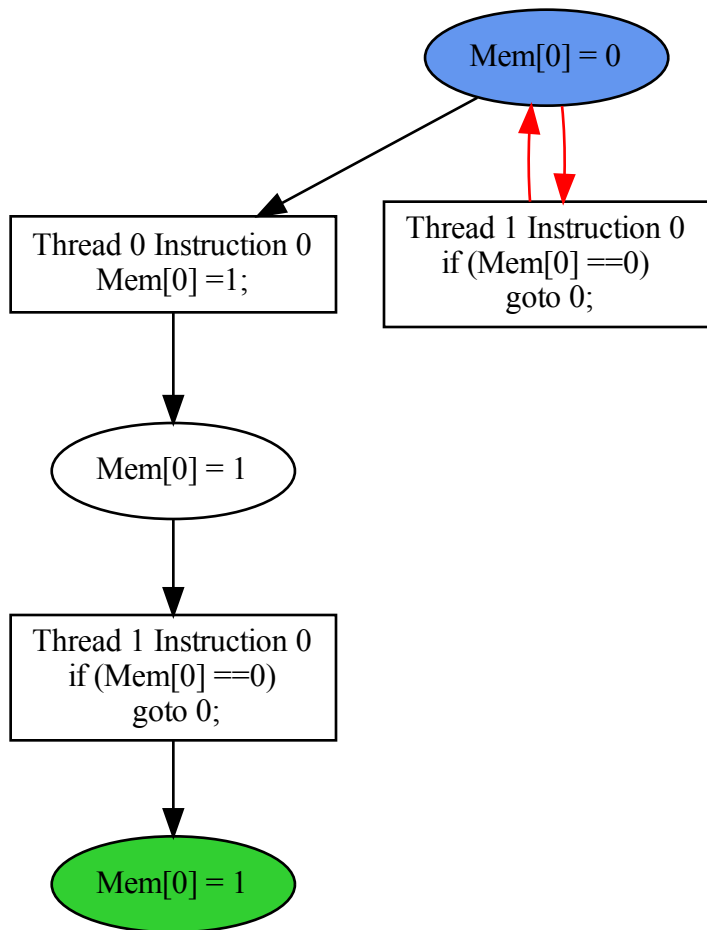 Mem[0] = 0
Thread 0 Instruction 0
Mem[0] =1;
Thread 1 Instruction 0
if (Mem[0] ==0)
goto 0;
Mem[0] = 1
Thread 1 Instruction 0
if (Mem[0] ==0)
goto 0;
Mem[0] = 1